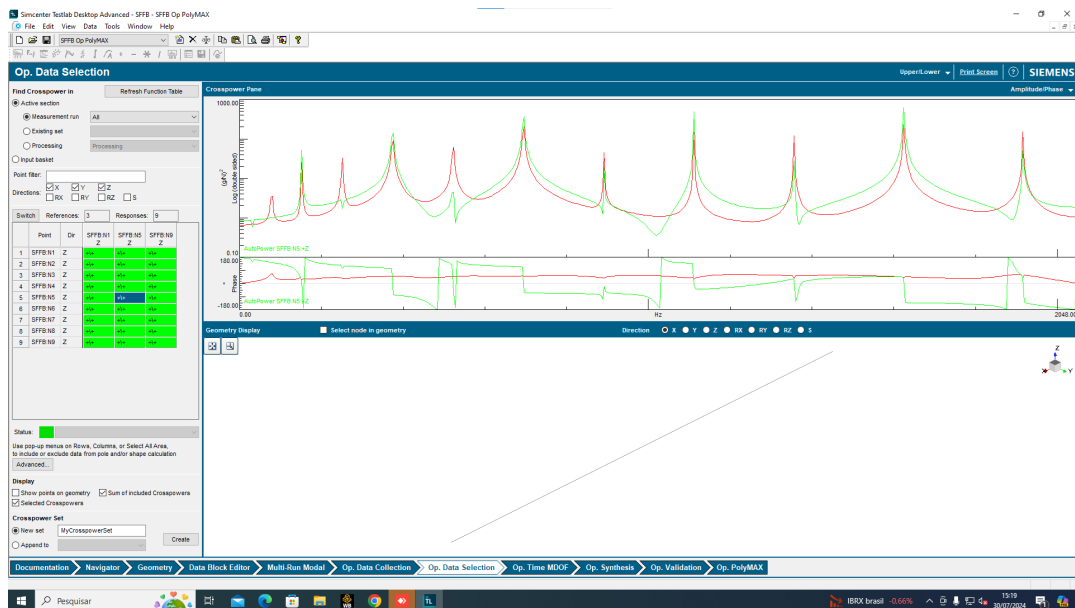 Simcenter Testlab Desktop Advanced - SFFB - SFFB Op PolyMAX
File Edit View Data Tools Window Help
SFFB Op PolyMAX
Op. Data Selection
Upper/Lower Print Screen ? SIEMENS
Find Crosspower in Refresh Function Table
Active section
Measurement run All
Existing set
Processing Processing
Input basket
Point filter:
Directions: X Y Z
RX RY RZ S
Switch References: 3 Responses: 9
Point Dir SFFB:N1 Z SFFB:N5 Z SFFB:N9 Z
1 SFFB:N1 Z +\+ +\+ +\+
2 SFFB:N2 Z +\+ +\+ +\+
3 SFFB:N3 Z +\+ +\+ +\+
4 SFFB:N4 Z +\+ +\+ +\+
5 SFFB:N5 Z +\+ +\+ +\+
6 SFFB:N6 Z +\+ +\+ +\+
7 SFFB:N7 Z +\+ +\+ +\+
8 SFFB:N8 Z +\+ +\+ +\+
9 SFFB:N9 Z +\+ +\+ +\+
Status:
Use pop-up menus on Rows, Columns, or Select All Area,
to include or exclude data from pole and/or shape calculation
Advanced...
Display
Show points on geometry Sum of included Crosspowers
Selected Crosspowers
Crosspower Set
New set MyCrosspowerSet
Append to Create
Crosspower Pane Amplitude/Phase
1000.00
(g/N)²
Log (double sided)
0.10
AutoPower SFFB:N5:+Z
180.00
°
Phase
-180.00
AutoPower SFFB:N5:+Z
0.00 Hz 2048.00
Geometry Display Select node in geometry Direction X Y Z RX RY RZ S
Z
X Y
Documentation Navigator Geometry Data Block Editor Multi-Run Modal Op. Data Collection Op. Data Selection Op. Time MDOF Op. Synthesis Op. Validation Op. PolyMAX
Pesquisar
WB
TL
IBRX brasil -0,66%
15:19
30/07/2024